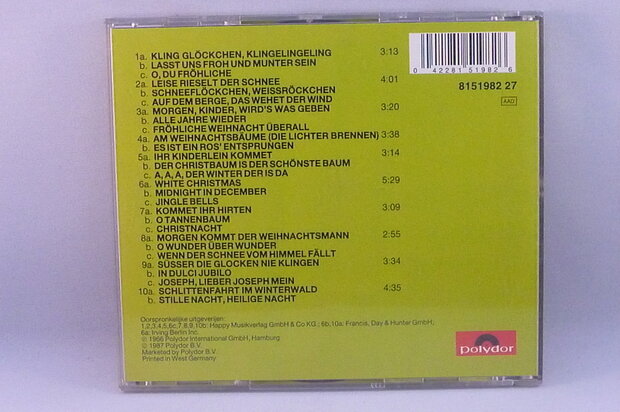 1a. KLING GLÖCKCHEN, KLINGELINGELING 3:13
b. LASST UNS FROH UND MUNTER SEIN
c. O, DU FRÖHLICHE
2a. LEISE RIESELT DER SCHNEE 4:01
b. SCHNEEFLÖCKCHEN, WEISSRÖCKCHEN
c. AUF DEM BERGE, DAS WEHET DER WIND
3a. MORGEN, KINDER, WIRD'S WAS GEBEN 3:20
b. ALLE JAHRE WIEDER
c. FRÖHLICHE WEIHNACHT ÜBERALL
4a. AM WEIHNACHTSBÄUME (DIE LICHTER BRENNEN) 3:38
b. ES IST EIN ROS' ENTSPRUNGEN
5a. IHR KINDERLEIN KOMMET 3:14
b. DER CHRISTBAUM IS DER SCHÖNSTE BAUM
c. A, A, A, DER WINTER DER IS DA
6a. WHITE CHRISTMAS 5:29
b. MIDNIGHT IN DECEMBER
c. JINGLE BELLS
7a. KOMMET IHR HIRTEN 3:09
b. O TANNENBAUM
c. CHRISTNACHT
8a. MORGEN KOMMT DER WEIHNACHTSMANN 2:55
b. O WUNDER ÜBER WUNDER
c. WENN DER SCHNEE VOM HIMMEL FÄLLT
9a. SÜSSER DIE GLOCKEN NIE KLINGEN 3:34
b. IN DULCI JUBILO
c. JOSEPH, LIEBER JOSEPH MEIN
10a. SCHLITTENFAHRT IM WINTERWALD 4:35
b. STILLE NACHT, HEILIGE NACHT
0 42281 51982 6
8151982 27
AAD
Oorspronkelijke uitgeverijen:
1,2,3,4,5,6c,7,8,9,10b: Happy Musikverlag GmbH & Co KG.; 6b,10a: Francis, Day & Hunter GmbH;
6a: Irving Berlin Inc.
℗ 1966 Polydor International GmbH, Hamburg
© 1987 Polydor B.V.
Marketed by Polydor B.V.
Printed in West Germany
polydor